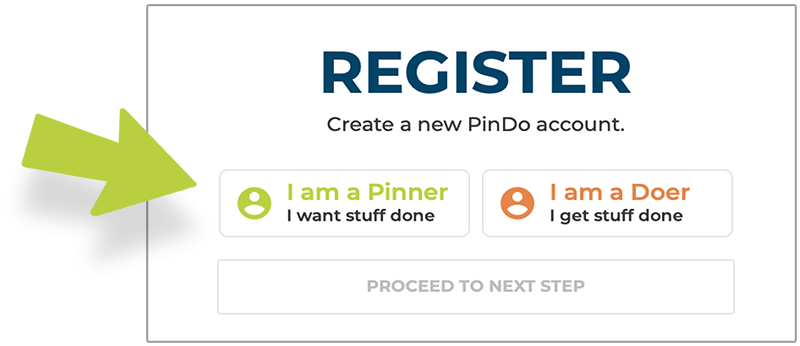 REGISTER
Create a new PinDo account.
I am a Pinner
I want stuff done
I am a Doer
I get stuff done
PROCEED TO NEXT STEP